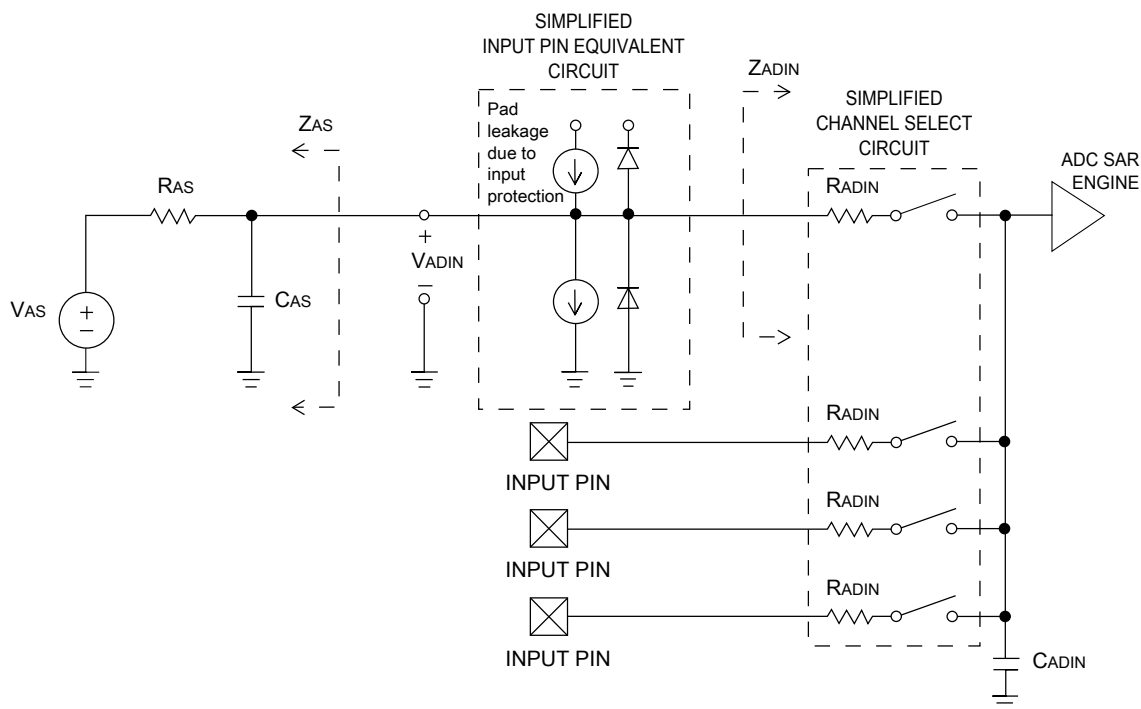 SIMPLIFIED
INPUT PIN EQUIVALENT
CIRCUIT
ZADIN
SIMPLIFIED
CHANNEL SELECT
CIRCUIT
ADC SAR
ENGINE
Pad
leakage
due to
input
protection
ZAS
RAS
RADIN
+
VADIN
–
CAS
VAS
+
–
RADIN
INPUT PIN
RADIN
INPUT PIN
RADIN
INPUT PIN
CADIN